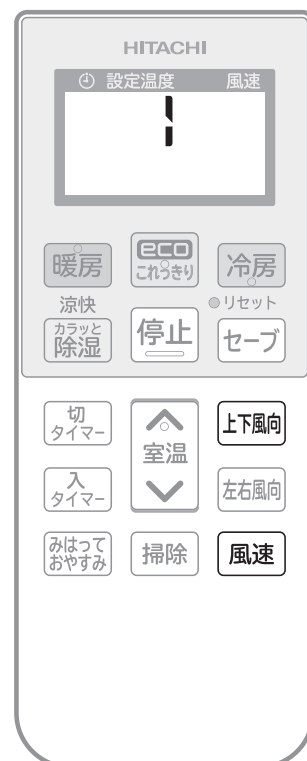 HITACHI
設定温度 風速
1
暖房 eco これっきり 冷房
涼快 リセット
カラッと 除湿 停止 セーブ
切タイマー 室温 上下風向
入タイマー 左右風向
みはっておやすみ 掃除 風速